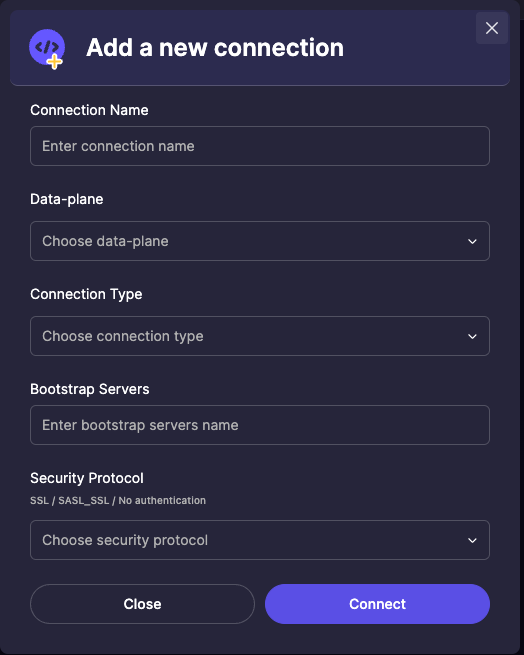 Add a new connection
Connection Name
Enter connection name
Data-plane
Choose data-plane
Connection Type
Choose connection type
Bootstrap Servers
Enter bootstrap servers name
Security Protocol
SSL / SASL_SSL / No authentication
Choose security protocol
Close
Connect